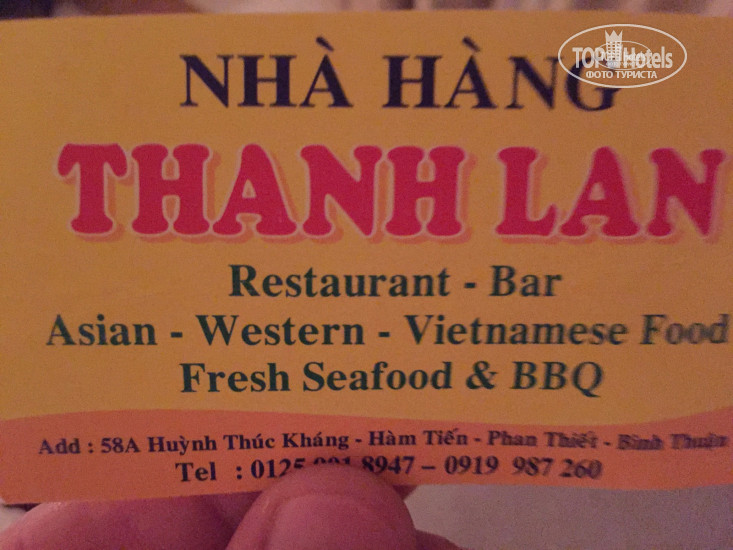 TOP Hotels
ФОТО ТУРИСТА
NHÀ HÀNG
THANH LAN
Restaurant - Bar
Asian - Western - Vietnamese Food
Fresh Seafood & BBQ
Add : 58A Huỳnh Thúc Kháng - Hàm Tiến - Phan Thiết - Bình Thuận
Tel : 8947 – 0919 987 260